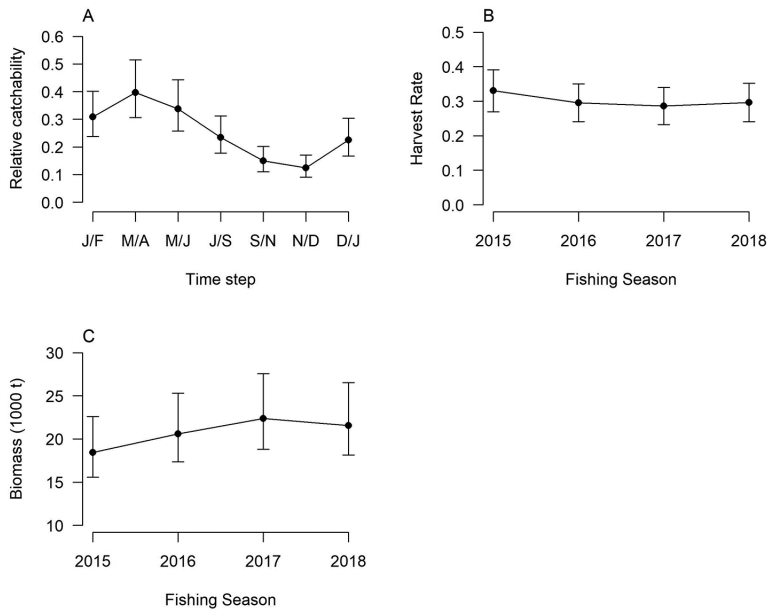 A
Relative catchability
0.6
0.5
0.4
0.3
0.2
0.1
0.0
J/F M/A M/J J/S S/N N/D D/J
Time step
B
Harvest Rate
0.5
0.4
0.3
0.2
0.1
0.0
2015 2016 2017 2018
Fishing Season
C
Biomass (1000 t)
30
25
20
15
10
2015 2016 2017 2018
Fishing Season